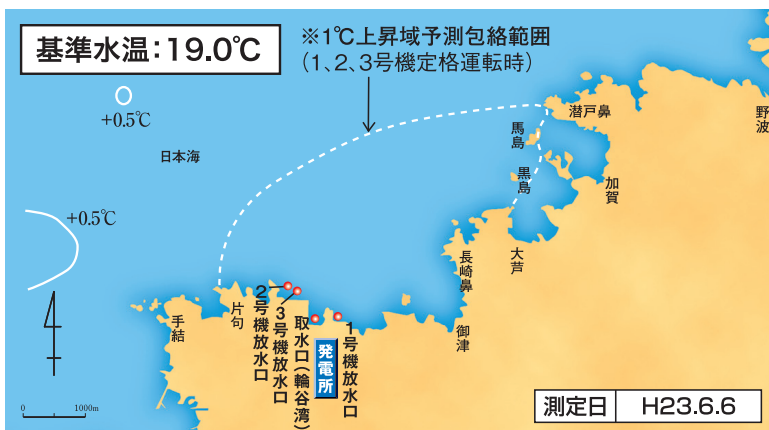 基準水温：19.0℃
※1℃上昇域予測包絡範囲
（1、2、3号機定格運転時）
+0.5℃
日本海
+0.5℃
潜戸鼻
野波
馬島
黒島
加賀
大芦
長崎鼻
御津
手結
片句
2号機放水口
3号機放水口
取水口（輪谷湾）
発電所
1号機放水口
0 1000m
測定日 H23.6.6